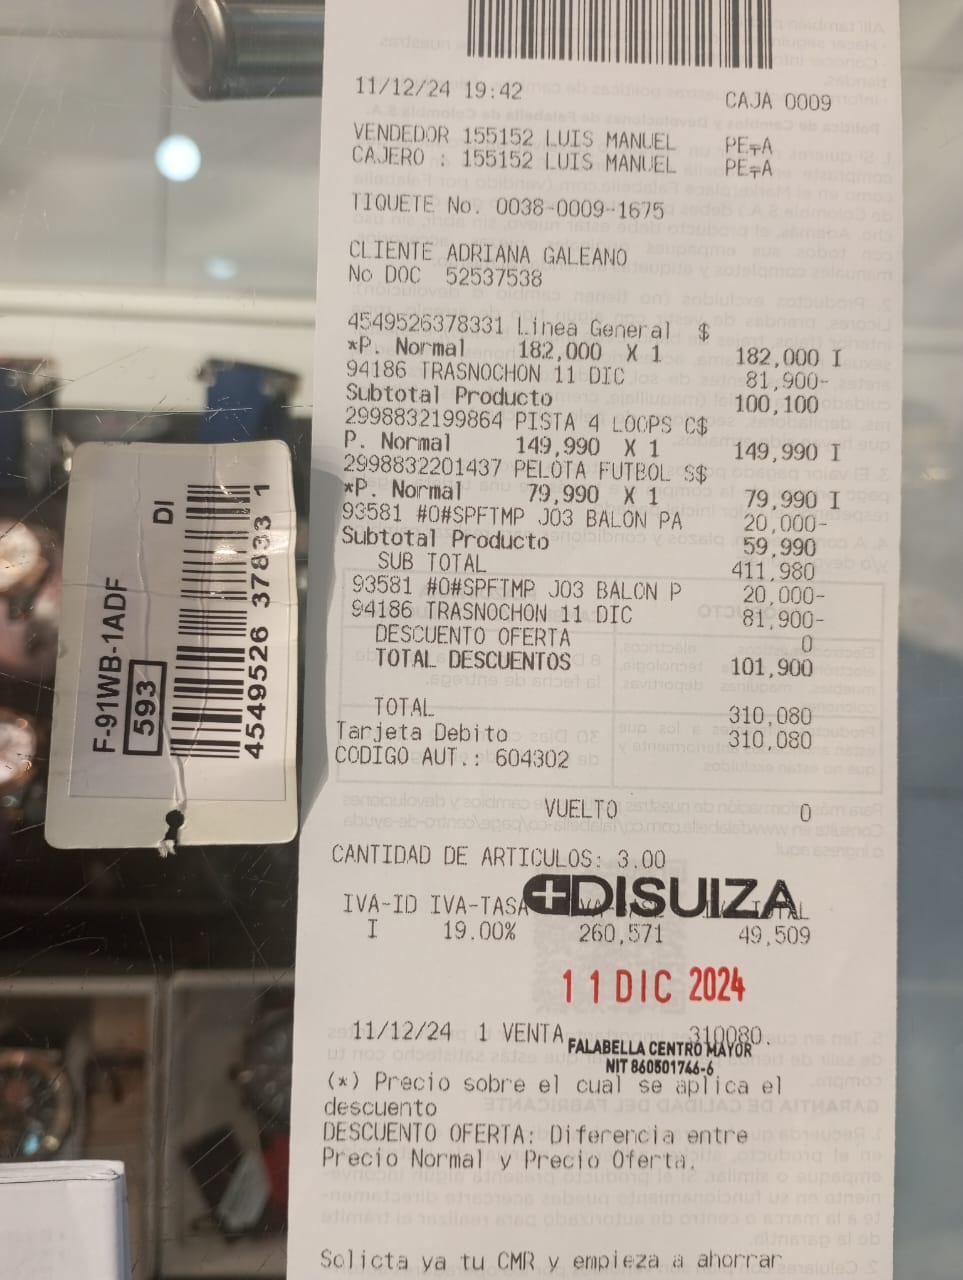 11/12/24 19:42 CAJA 0009
VENDEDOR 155152 LUIS MANUEL PE╤A
CAJERO : 155152 LUIS MANUEL PE╤A
TIQUETE No. 0038-0009-1675
CLIENTE ADRIANA GALEANO
No DOC 52537538
4549526378331 Linea General $
*P. Normal 182,000 X 1 182,000 I
94186 TRASNOCHON 11 DIC 81,900-
Subtotal Producto 100,100
2998832199864 PISTA 4 LOOPS C$
P. Normal 149,990 X 1 149,990 I
2998832201437 PELOTA FUTBOL S$
*P. Normal 79,990 X 1 79,990 I
93581 #0#SPFTMP J03 BALON PA 20,000-
Subtotal Producto 59,990
SUB TOTAL 411,980
93581 #0#SPFTMP J03 BALON P 20,000-
94186 TRASNOCHON 11 DIC 81,900-
DESCUENTO OFERTA 0
TOTAL DESCUENTOS 101,900
TOTAL 310,080
Tarjeta Debito 310,080
CODIGO AUT.: 604302
VUELTO 0
CANTIDAD DE ARTICULOS: 3.00
DISUIZA
IVA-ID IVA-TASA
I 19.00% 260,571 49,509
11 DIC 2024
11/12/24 1 VENTA 310080.
FALABELLA CENTRO MAYOR
NIT 860501746-6
(*) Precio sobre el cual se aplica el
descuento
DESCUENTO OFERTA: Diferencia entre
Precio Normal y Precio Oferta.
Solicta ya tu CMR y empieza a ahorrar
F-91WB-1ADF
593
DI
4549526 37833 1